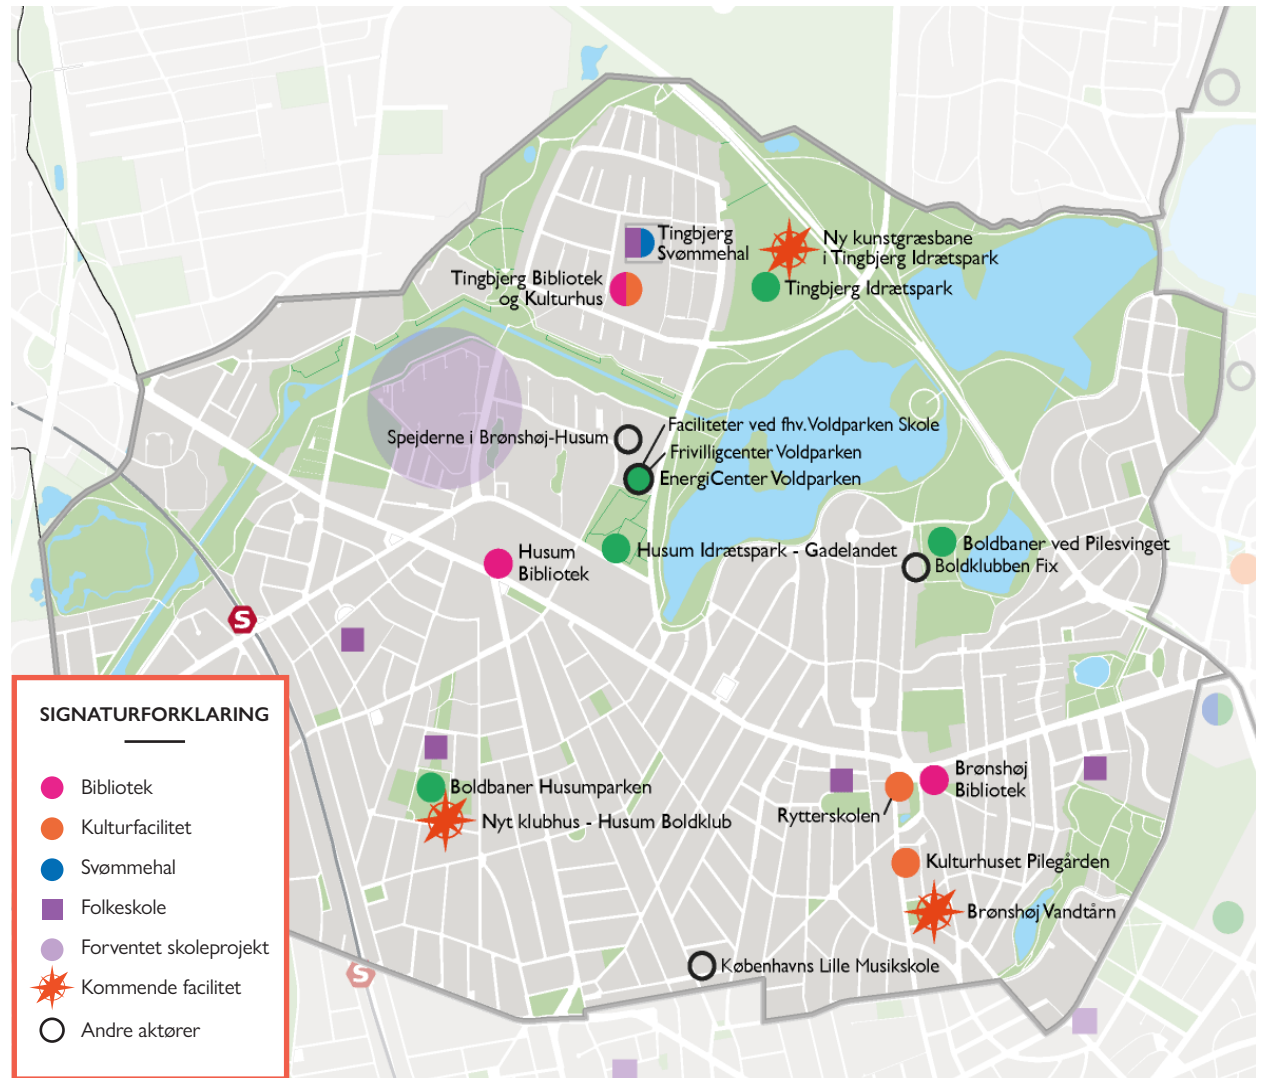 Tingbjerg
Svømmehal
Ny kunstgræsbane
i Tingbjerg Idrætspark
Tingbjerg Bibliotek
og Kulturhus
Tingbjerg Idrætspark
Faciliteter ved fhv. Voldparken Skole
Spejderne i Brønshøj-Husum
Frivilligcenter Voldparken
EnergiCenter Voldparken
Husum
Bibliotek
Husum Idrætspark - Gadelandet
Boldbaner ved Pilesvinget
Boldklubben Fix
S
SIGNATURFORKLARING
Bibliotek
Kulturfacilitet
Svømmehal
Folkeskole
Forventet skoleprojekt
Kommende facilitet
Andre aktører
Boldbaner Husumparken
Nyt klubhus - Husum Boldklub
Brønshøj
Bibliotek
Rytterskolen
Kulturhuset Pilegården
Brønshøj Vandtårn
Københavns Lille Musikskole
S